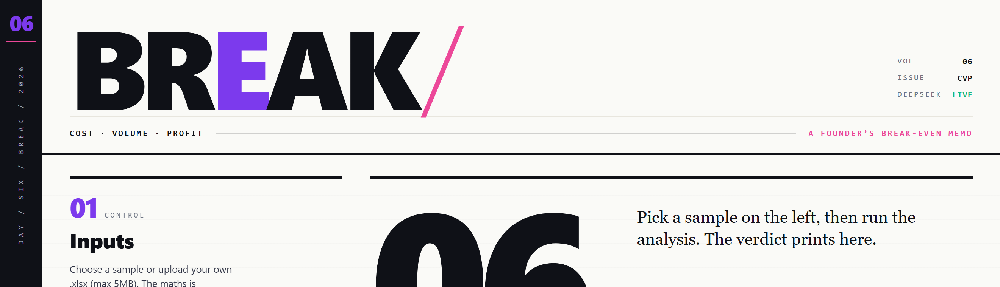 06
DAY / SIX / BREAK / 2026
BREAK/
VOL 06
ISSUE CVP
DEEPSEEK LIVE
COST · VOLUME · PROFIT
A FOUNDER’S BREAK-EVEN MEMO
01 CONTROL
Inputs
Choose a sample or upload your own
.xlsx (max 5MB). The maths is
06
Pick a sample on the left, then run the
analysis. The verdict prints here.